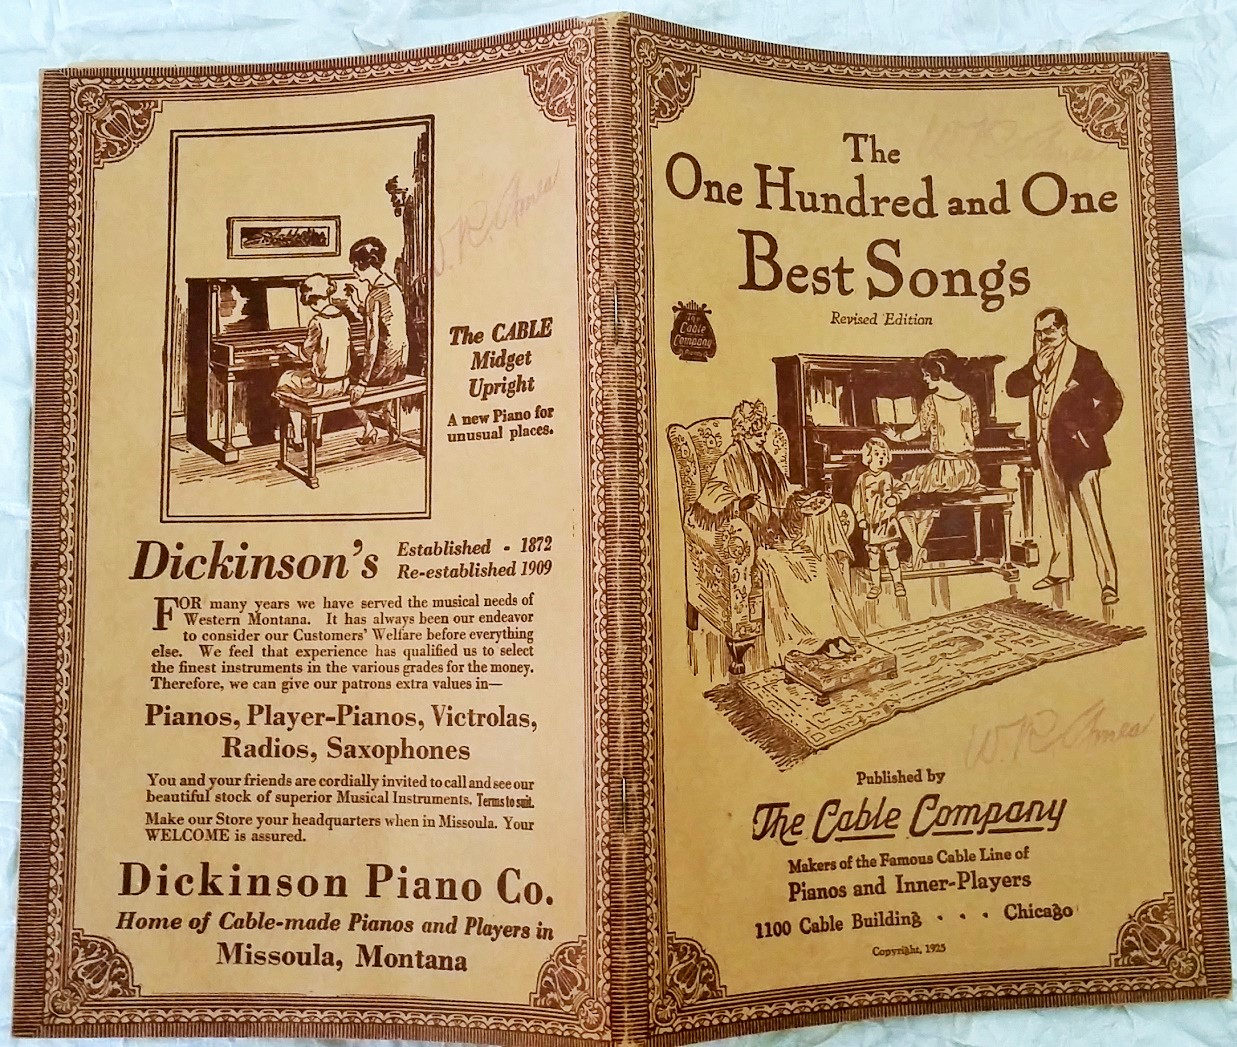 W. R. Ames
The CABLE
Midget
Upright
A new Piano for
unusual places.
Dickinson's
Established - 1872
Re-established 1909
FOR many years we have served the musical needs of
Western Montana. It has always been our endeavor
to consider our Customers' Welfare before everything
else. We feel that experience has qualified us to select
the finest instruments in the various grades for the money.
Therefore, we can give our patrons extra values in—
Pianos, Player-Pianos, Victrolas,
Radios, Saxophones
You and your friends are cordially invited to call and see our
beautiful stock of superior Musical Instruments. Terms to suit.
Make our Store your headquarters when in Missoula. Your
WELCOME is assured.
Dickinson Piano Co.
Home of Cable-made Pianos and Players in
Missoula, Montana
W R Ames
The
One Hundred and One
Best Songs
Revised Edition
The
Cable
Company
W. R. Ames
Published by
The Cable Company
Makers of the Famous Cable Line of
Pianos and Inner-Players
1100 Cable Building . . . Chicago
Copyright, 1925